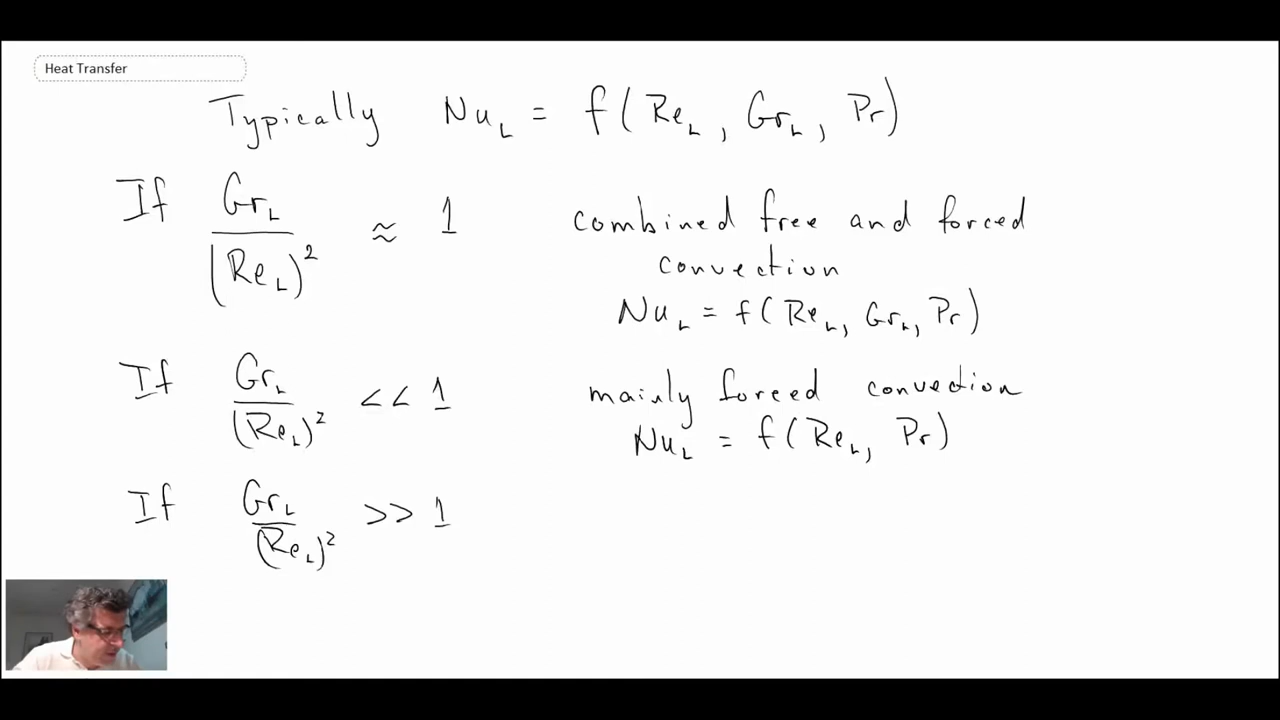 Heat Transfer
Typically Nu_L = f(Re_L, Gr_L, Pr)
If Gr_L/(Re_L)² ≈ 1 combined free and forced
convection
Nu_L = f(Re_L, Gr_L, Pr)
If Gr_L/(Re_L)² << 1 mainly forced convection
Nu_L = f(Re_L, Pr)
If Gr_L/(Re_L)² >> 1